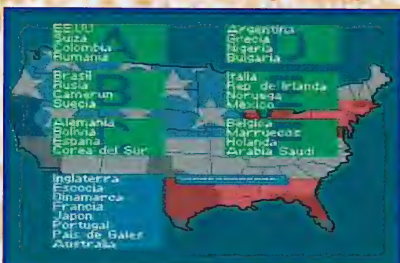 EEUU
Suiza
Colombia
Rumania
Brasil
Rusia
Camerun
Suecia
Alemania
Bolivia
España
Corea del Sur
Inglaterra
Escocia
Dinamarca
Francia
Japon
Portugal
Pais de Gales
Australia
A
B
C
Argentina
Grecia
Nigeria
Bulgaria
Italia
Rep de Irlanda
Noruega
Mexico
Belgica
Marruecos
Holanda
Arabia Saudi
D
E